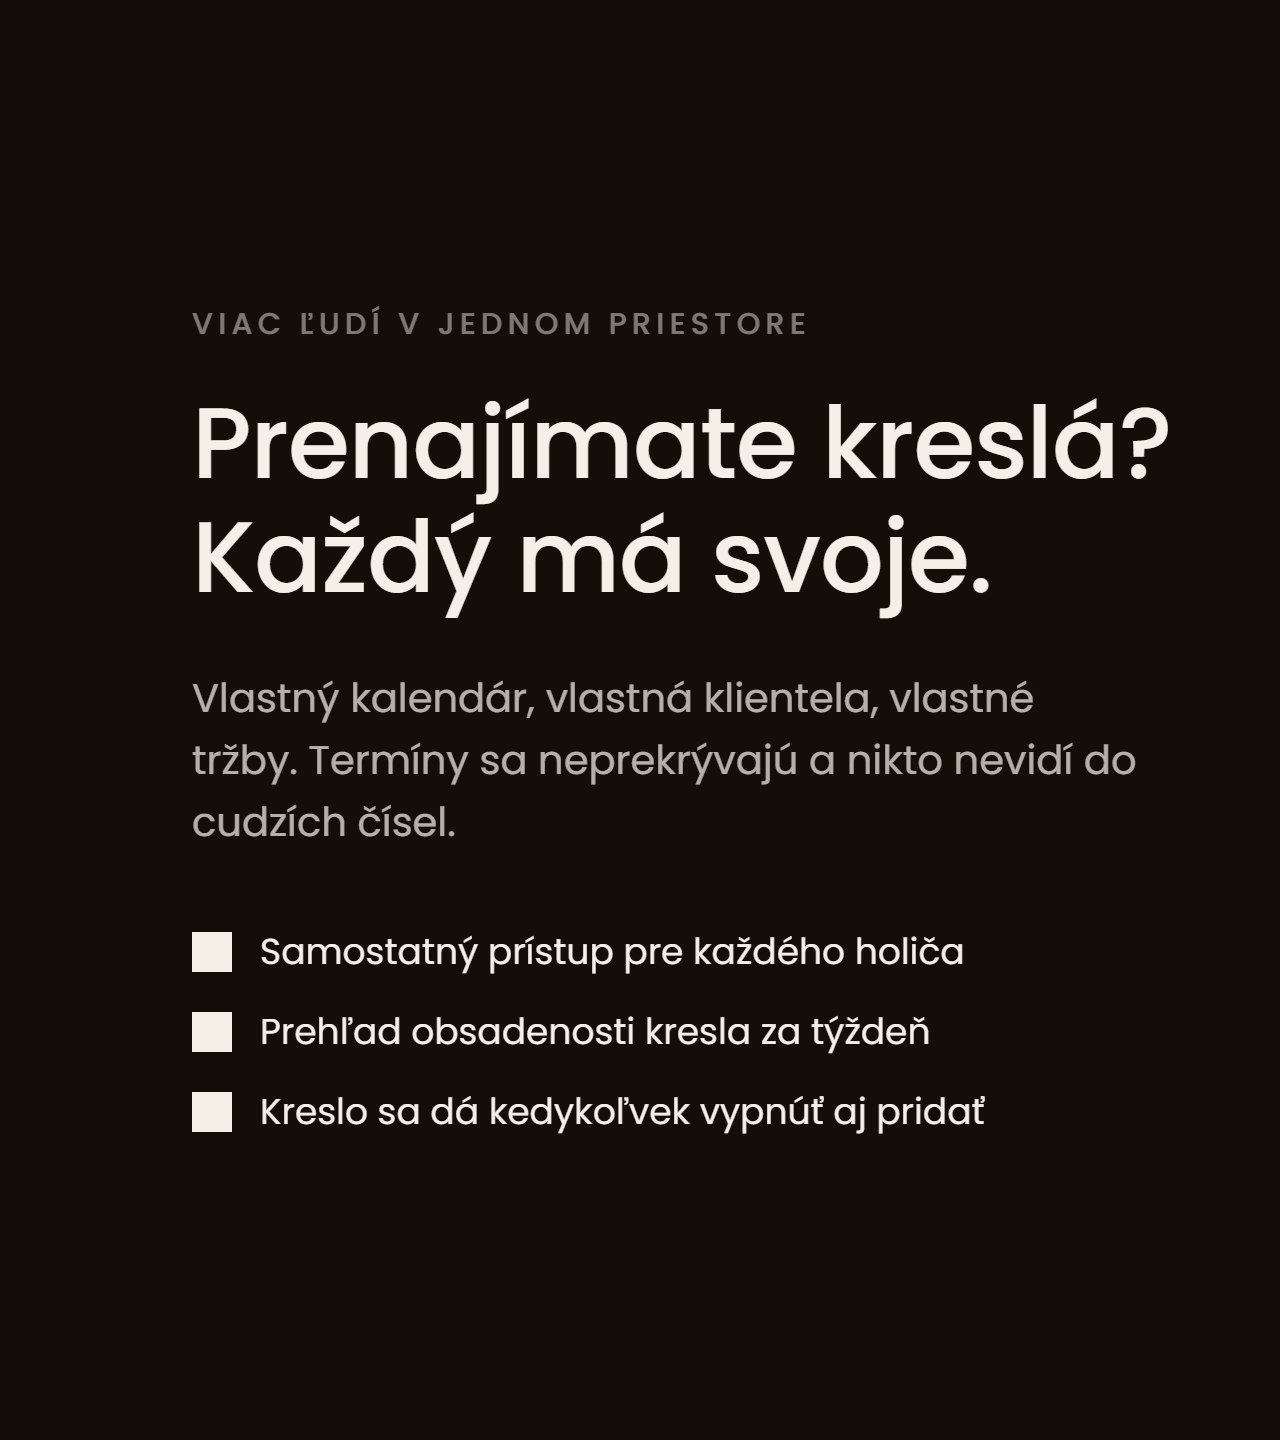 VIAC ĽUDÍ V JEDNOM PRIESTORE
Prenajímate kreslá?
Každý má svoje.
Vlastný kalendár, vlastná klientela, vlastné
tržby. Termíny sa neprekrývajú a nikto nevidí do
cudzích čísel.
Samostatný prístup pre každého holiča
Prehľad obsadenosti kresla za týždeň
Kreslo sa dá kedykoľvek vypnúť aj pridať